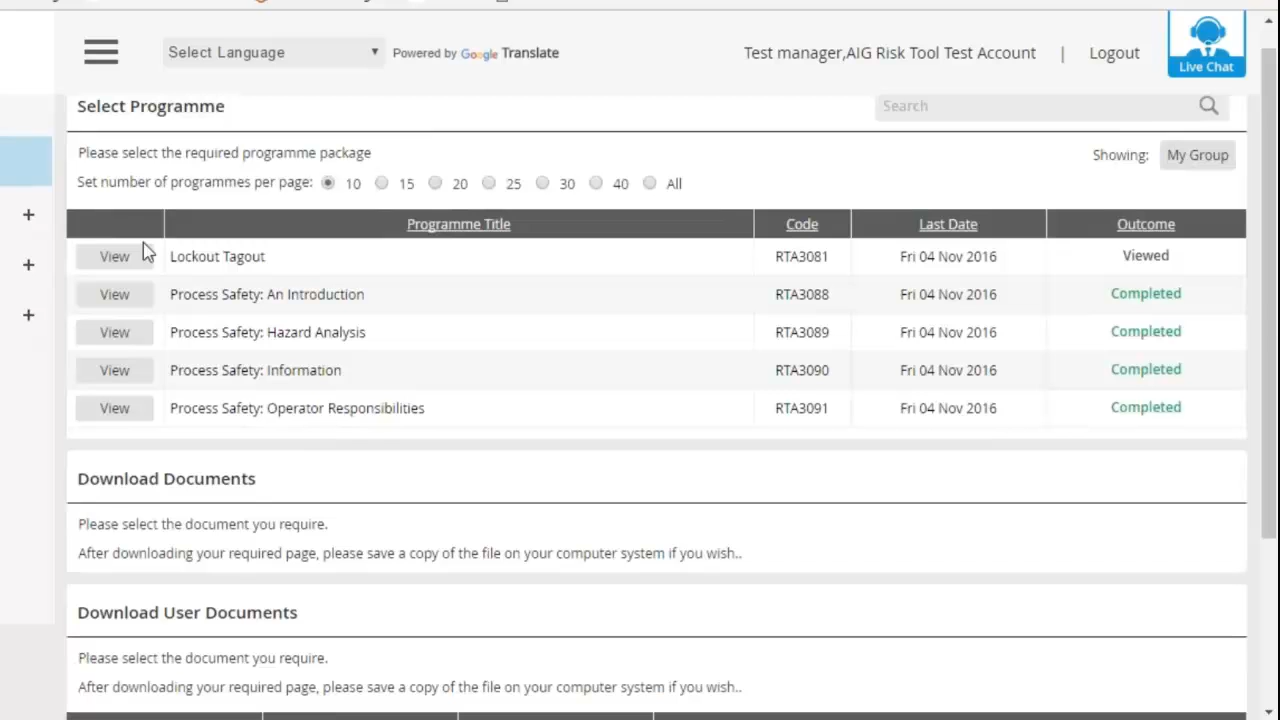 Select Language
Powered by Google Translate
Test manager,AIG Risk Tool Test Account | Logout
Live Chat
Select Programme
Search
Please select the required programme package
Showing: My Group
Set number of programmes per page: 10 15 20 25 30 40 All
Programme Title Code Last Date Outcome
View Lockout Tagout RTA3081 Fri 04 Nov 2016 Viewed
View Process Safety: An Introduction RTA3088 Fri 04 Nov 2016 Completed
View Process Safety: Hazard Analysis RTA3089 Fri 04 Nov 2016 Completed
View Process Safety: Information RTA3090 Fri 04 Nov 2016 Completed
View Process Safety: Operator Responsibilities RTA3091 Fri 04 Nov 2016 Completed
Download Documents
Please select the document you require.
After downloading your required page, please save a copy of the file on your computer system if you wish..
Download User Documents
Please select the document you require.
After downloading your required page, please save a copy of the file on your computer system if you wish..